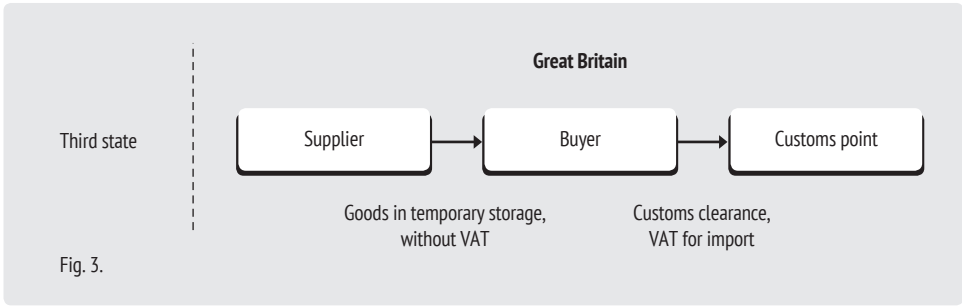 Great Britain
Third state
Supplier
Buyer
Customs point
Goods in temporary storage,
without VAT
Customs clearance,
VAT for import
Fig. 3.